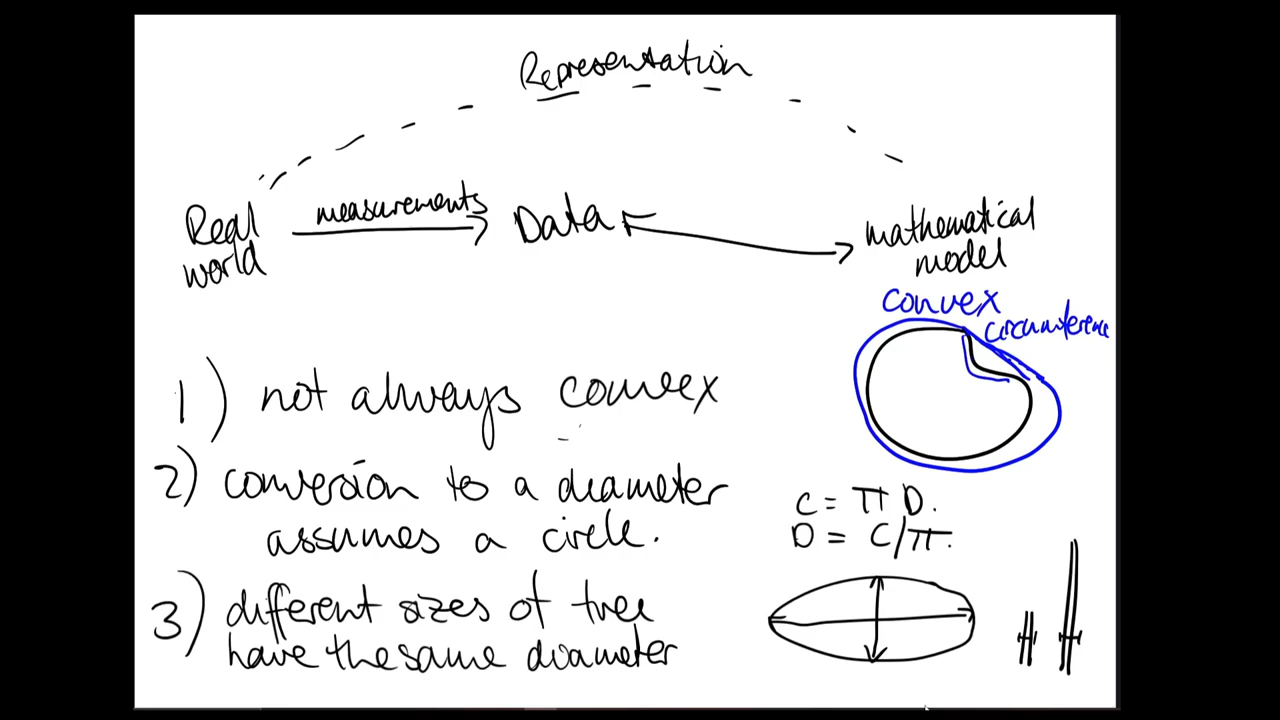 Representation
Real
world
measurements
Data
mathematical
model
convex
circumference
1) not always convex
2) conversion to a diameter
assumes a circle.
C = π D.
D = C/π.
3) different sizes of tree
have the same diameter